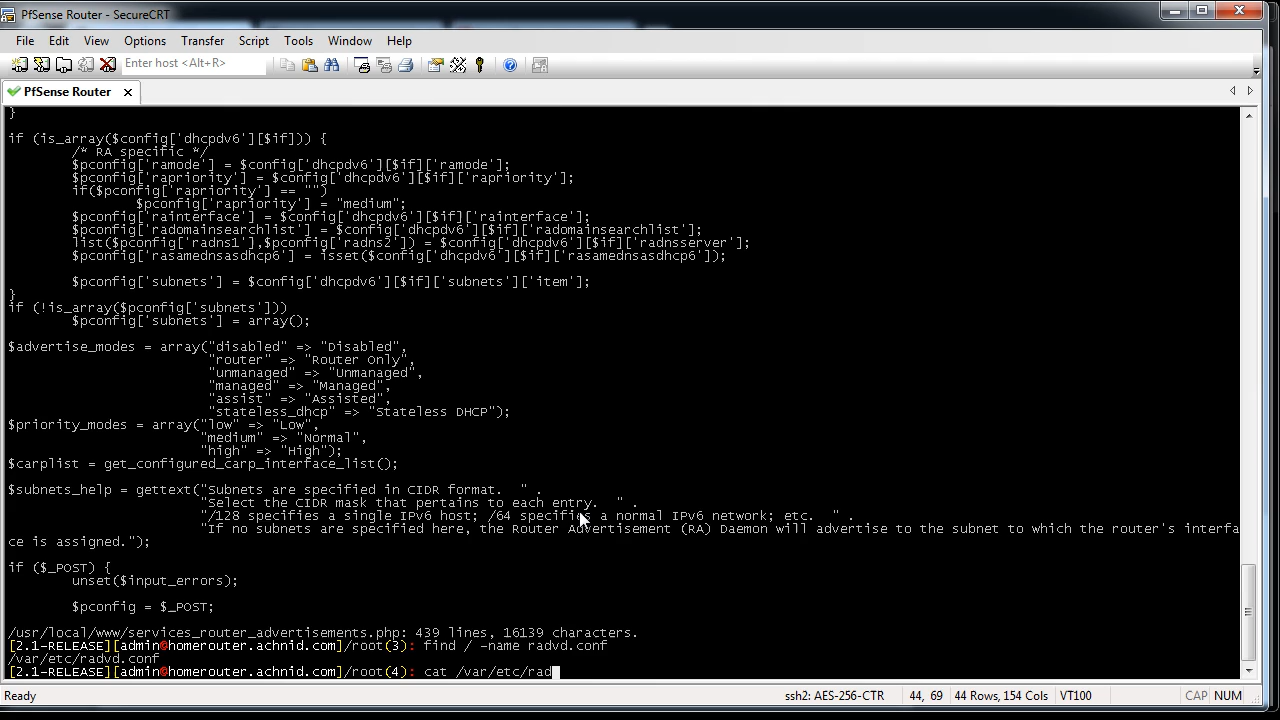 PfSense Router - SecureCRT
File Edit View Options Transfer Script Tools Window Help
Enter host <Alt+R>
PfSense Router
}
if (is_array($config['dhcpdv6'][$if])) {
/* RA specific */
$pconfig['ramode'] = $config['dhcpdv6'][$if]['ramode'];
$pconfig['rapriority'] = $config['dhcpdv6'][$if]['rapriority'];
if($pconfig['rapriority'] == "")
$pconfig['rapriority'] = "medium";
$pconfig['rainterface'] = $config['dhcpdv6'][$if]['rainterface'];
$pconfig['radomainsearchlist'] = $config['dhcpdv6'][$if]['radomainsearchlist'];
list($pconfig['radns1'],$pconfig['radns2']) = $config['dhcpdv6'][$if]['radnsserver'];
$pconfig['rasamednsasdhcp6'] = isset($config['dhcpdv6'][$if]['rasamednsasdhcp6']);
$pconfig['subnets'] = $config['dhcpdv6'][$if]['subnets']['item'];
}
if (!is_array($pconfig['subnets']))
$pconfig['subnets'] = array();
$advertise_modes = array("disabled" => "Disabled",
"router" => "Router Only",
"unmanaged" => "Unmanaged",
"managed" => "Managed",
"assist" => "Assisted",
"stateless_dhcp" => "Stateless DHCP");
$priority_modes = array("low" => "Low",
"medium" => "Normal",
"high" => "High");
$carplist = get_configured_carp_interface_list();
$subnets_help = gettext("Subnets are specified in CIDR format.  " .
"Select the CIDR mask that pertains to each entry.  " .
"/128 specifies a single IPv6 host; /64 specifies a normal IPv6 network; etc.  " .
"If no subnets are specified here, the Router Advertisement (RA) Daemon will advertise to the subnet to which the router's interfa
ce is assigned.");
if ($_POST) {
unset($input_errors);
$pconfig = $_POST;
/usr/local/www/services_router_advertisements.php: 439 lines, 16139 characters.
[2.1-RELEASE][admin@homerouter.achnid.com]/root(3): find / -name radvd.conf
/var/etc/radvd.conf
[2.1-RELEASE][admin@homerouter.achnid.com]/root(4): cat /var/etc/rad
Ready ssh2: AES-256-CTR 44, 69 44 Rows, 154 Cols VT100 CAP NUM